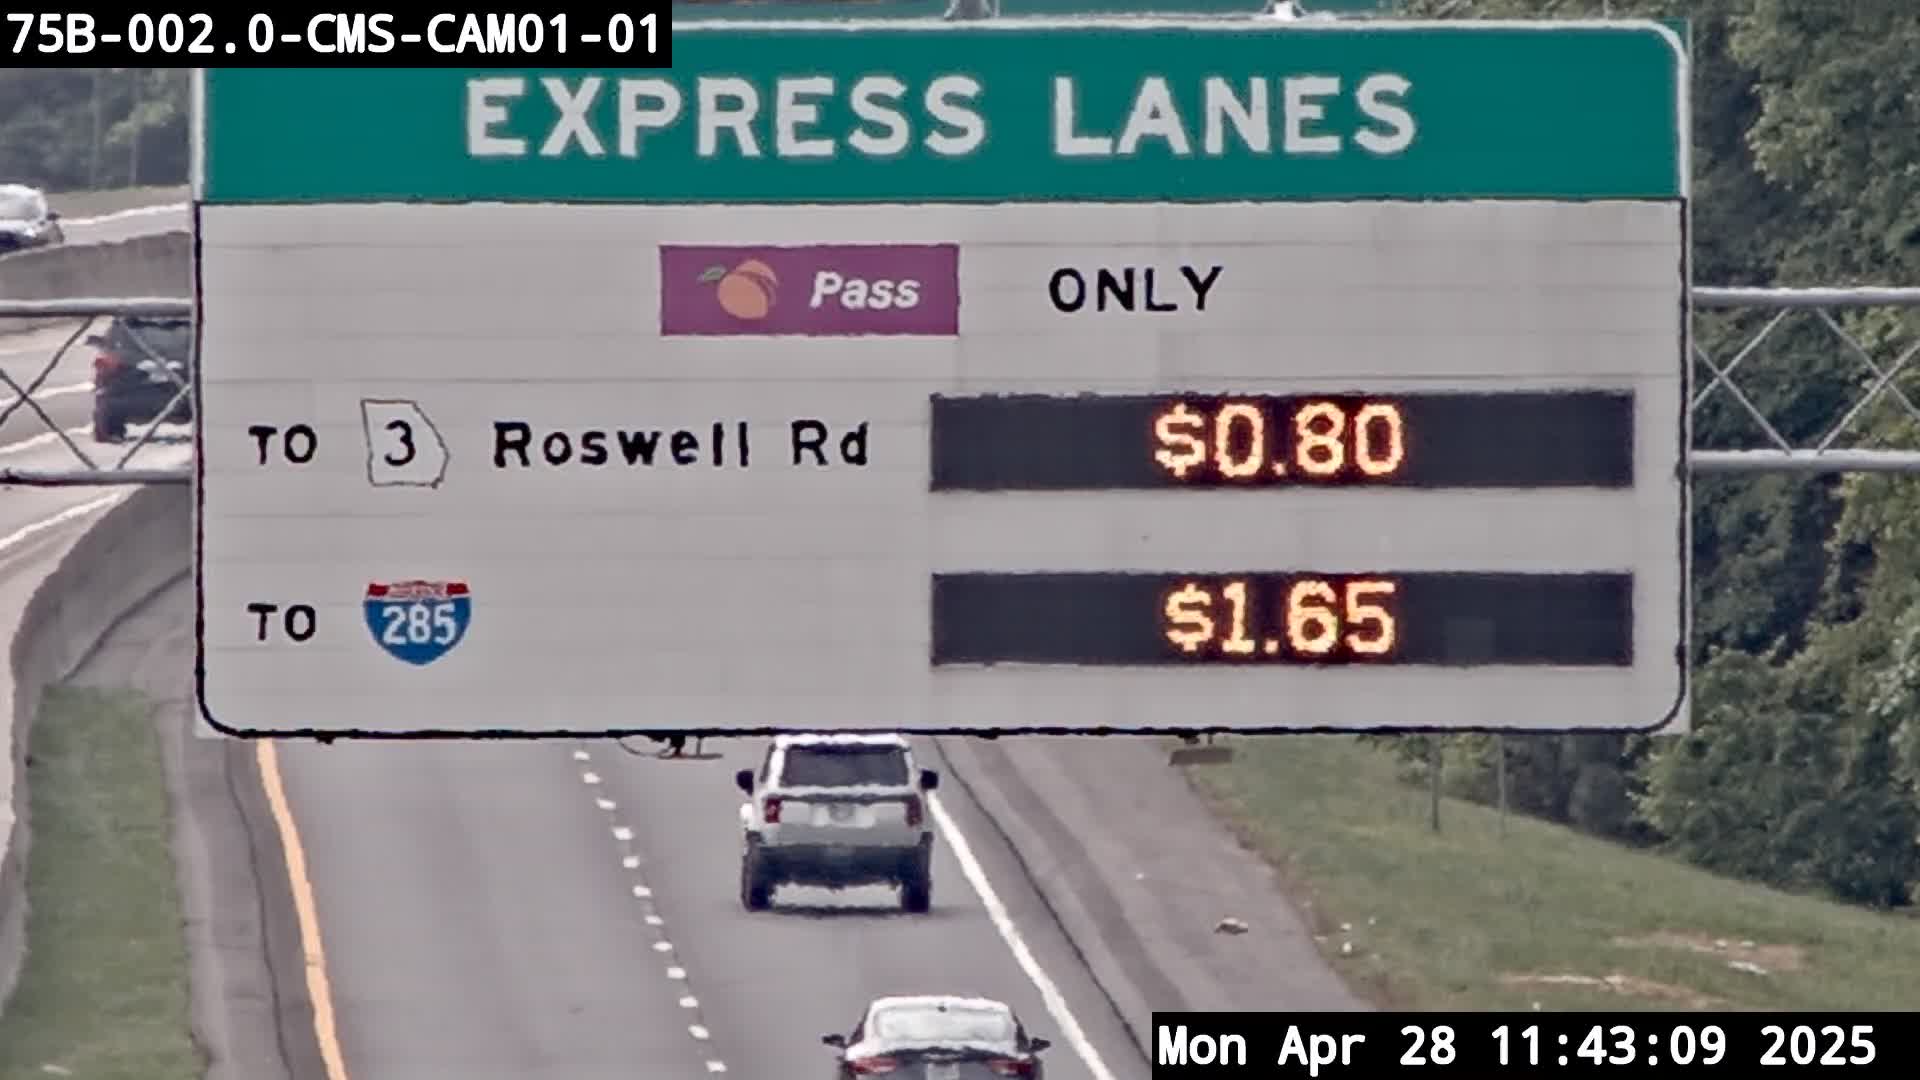 75B-002.0-CMS-CAM01-01
EXPRESS LANES
Pass ONLY
TO 3 Roswell Rd $0.80
TO 285 $1.65
Mon Apr 28 11:43:09 2025